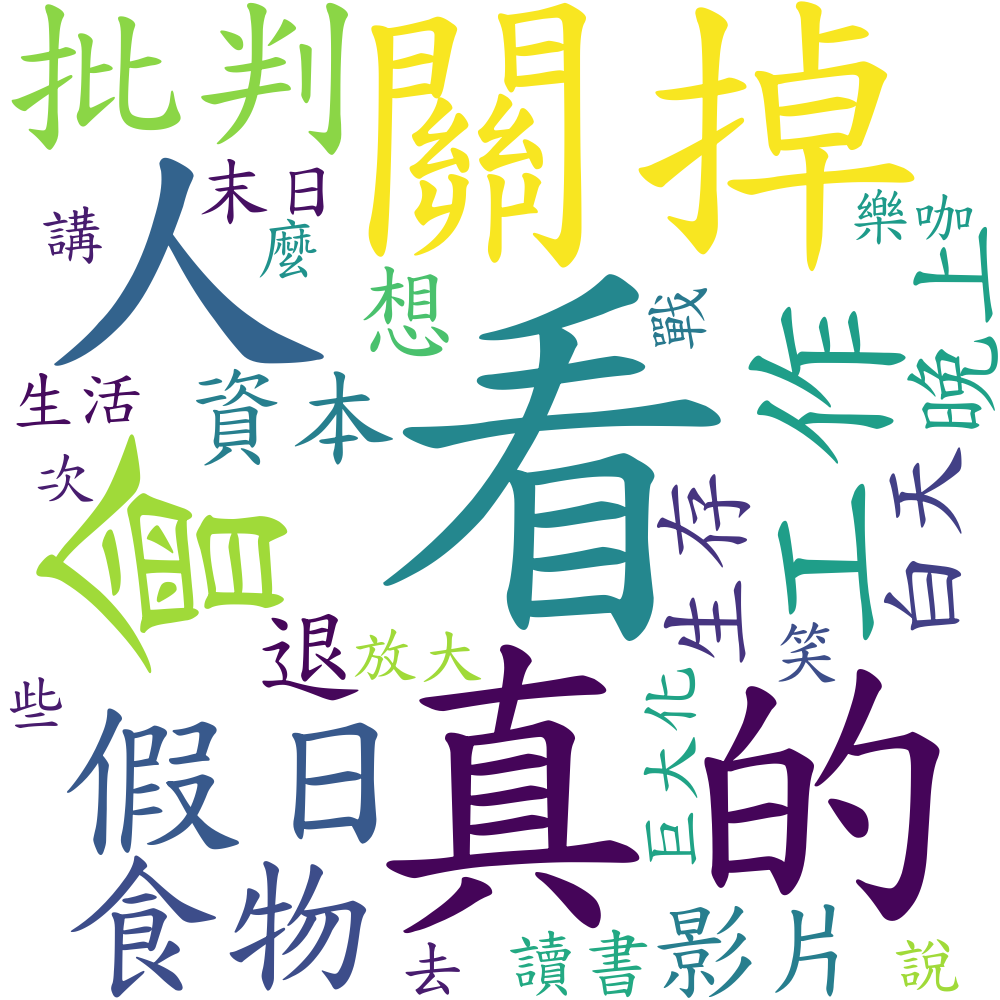 批判
關掉
人
末日
講
麼
樂咖
想
戰
晚上
工作
看
生活
資本
次
會
生存
白天
退
放大
笑
些
假日
真的
巨大化
食物
去
讀書
影片
說